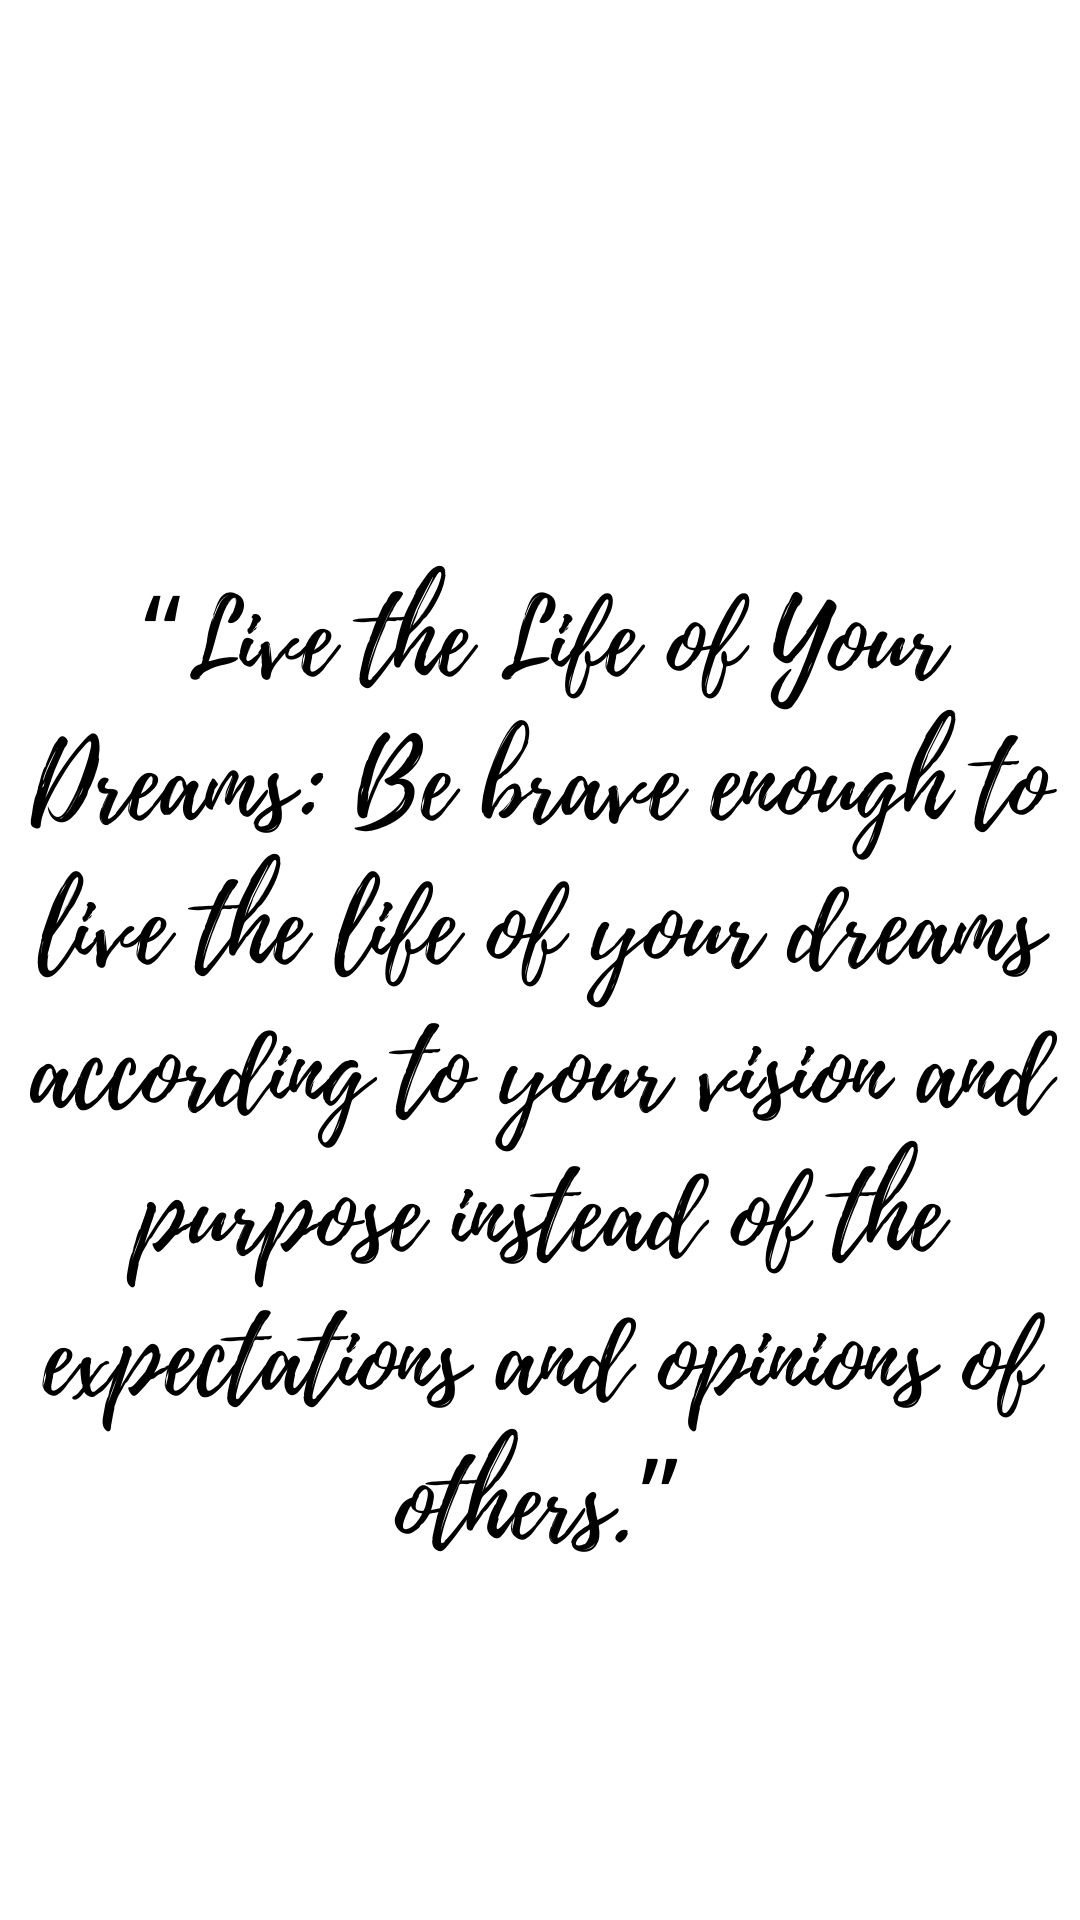 “Live the Life of Your
Dreams: Be brave enough to
live the life of your dreams
according to your vision and
purpose instead of the
expectations and opinions of
others.”